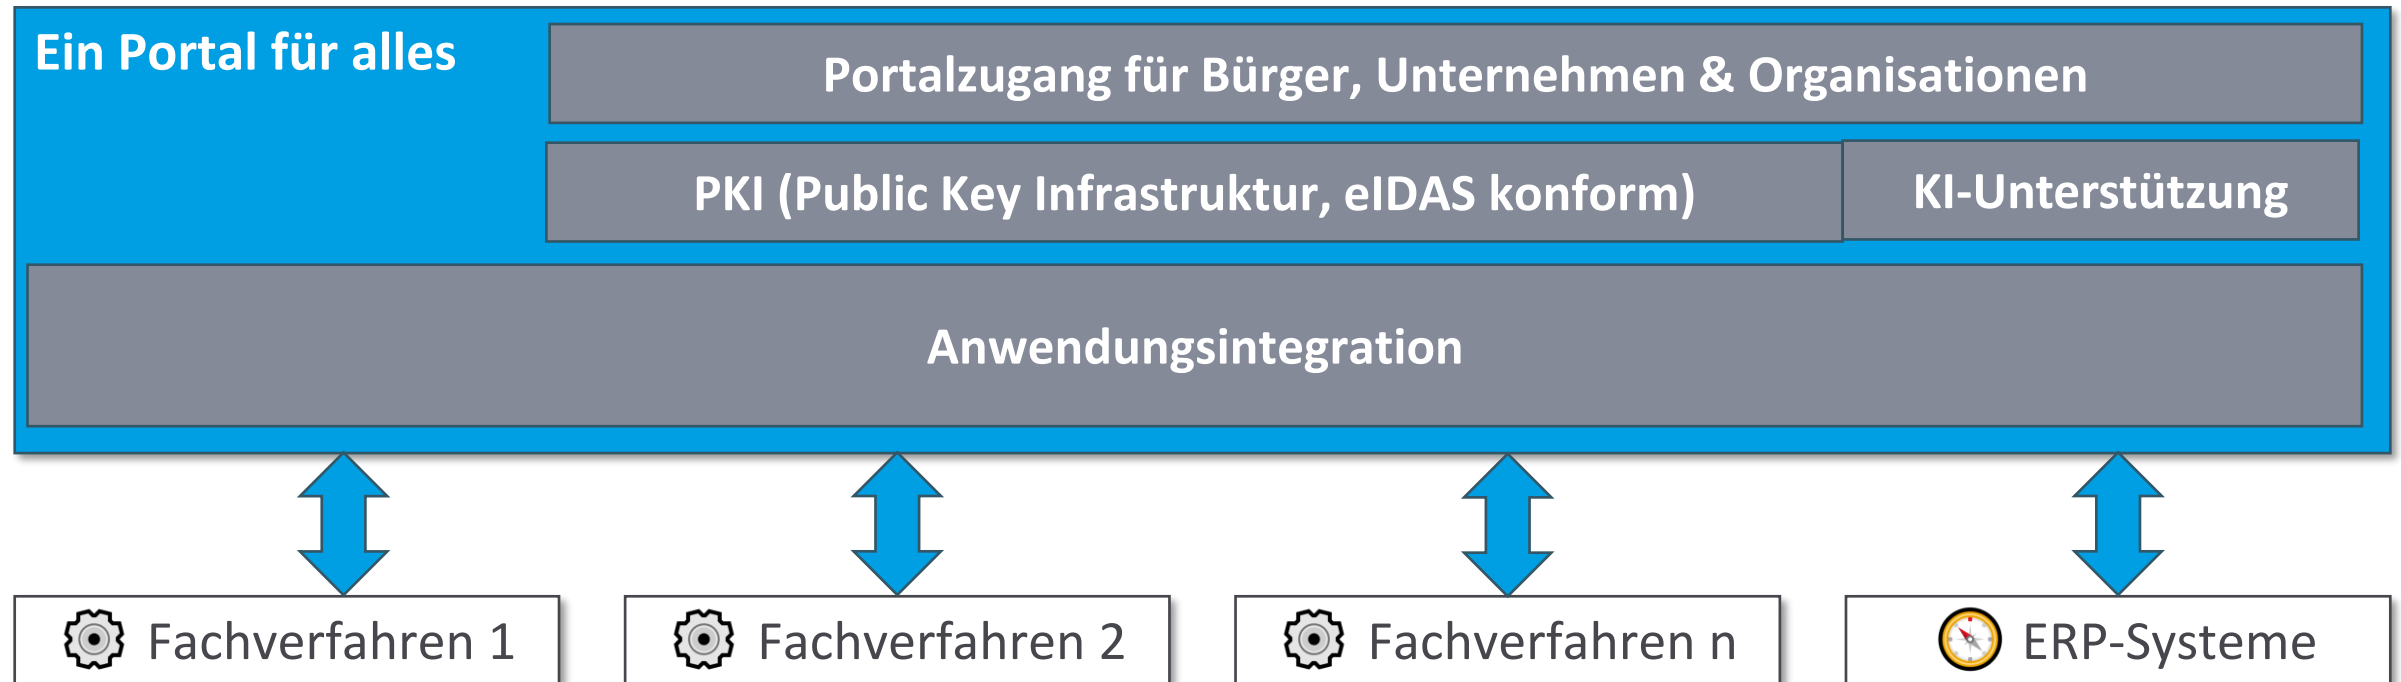 Ein Portal für alles
Portalzugang für Bürger, Unternehmen & Organisationen
PKI (Public Key Infrastruktur, eIDAS konform)
KI-Unterstützung
Anwendungsintegration
Fachverfahren 1
Fachverfahren 2
Fachverfahren n
ERP-Systeme